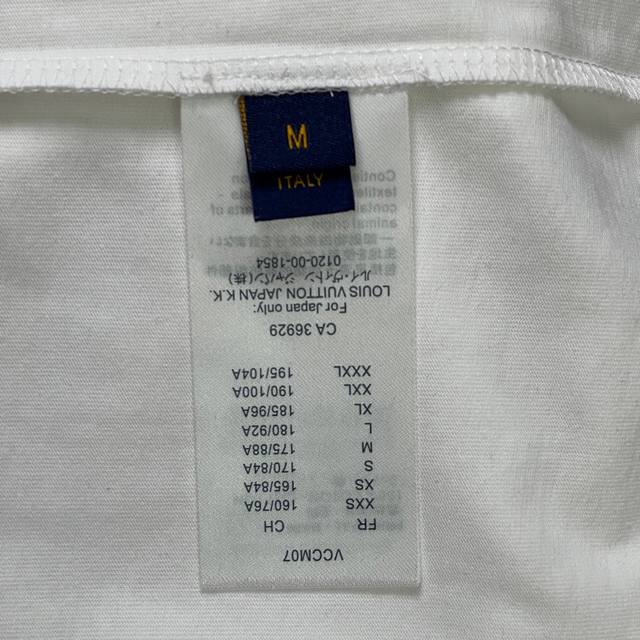 M
ITALY
VCCM07
FR CH
XXS 160/76A
XS 165/84A
S 170/84A
M 175/88A
L 180/92A
XL 185/96A
XXL 190/100A
XXXL 195/104A
CA 36929
For Japan only:
LOUIS VUITTON JAPAN K.K.
ルイ・ヴィトン ジャパン(株)
0120-00-1854